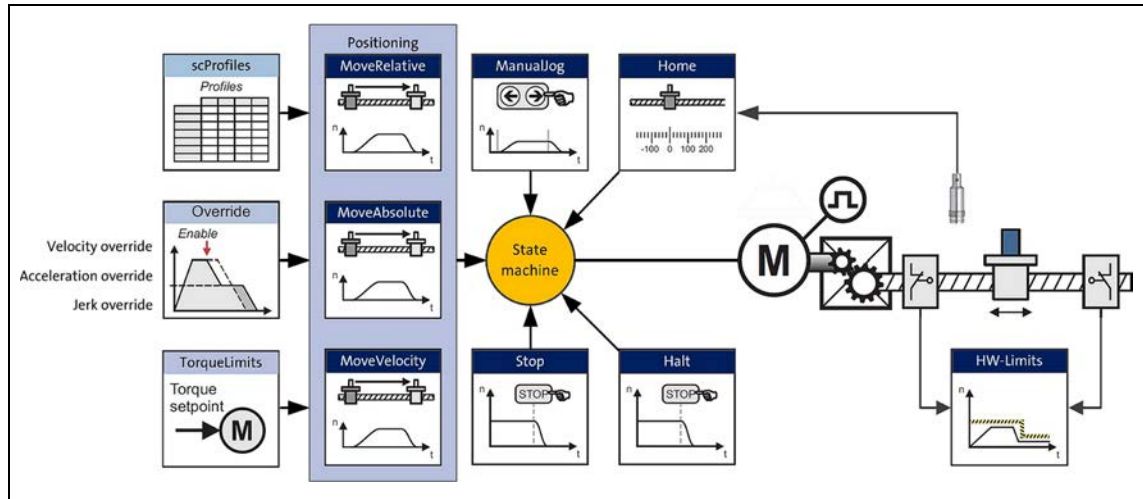 Positioning
scProfiles
Profiles
MoveRelative
n
t
ManualJog
n
t
Home
-100 0 100 200
Velocity override
Acceleration override
Jerk override
Override
Enable
t
MoveAbsolute
n
t
State
machine
M
TorqueLimits
Torque
setpoint
M
MoveVelocity
n
t
Stop
STOP
n
t
Halt
STOP
n
t
HW-Limits
n
t